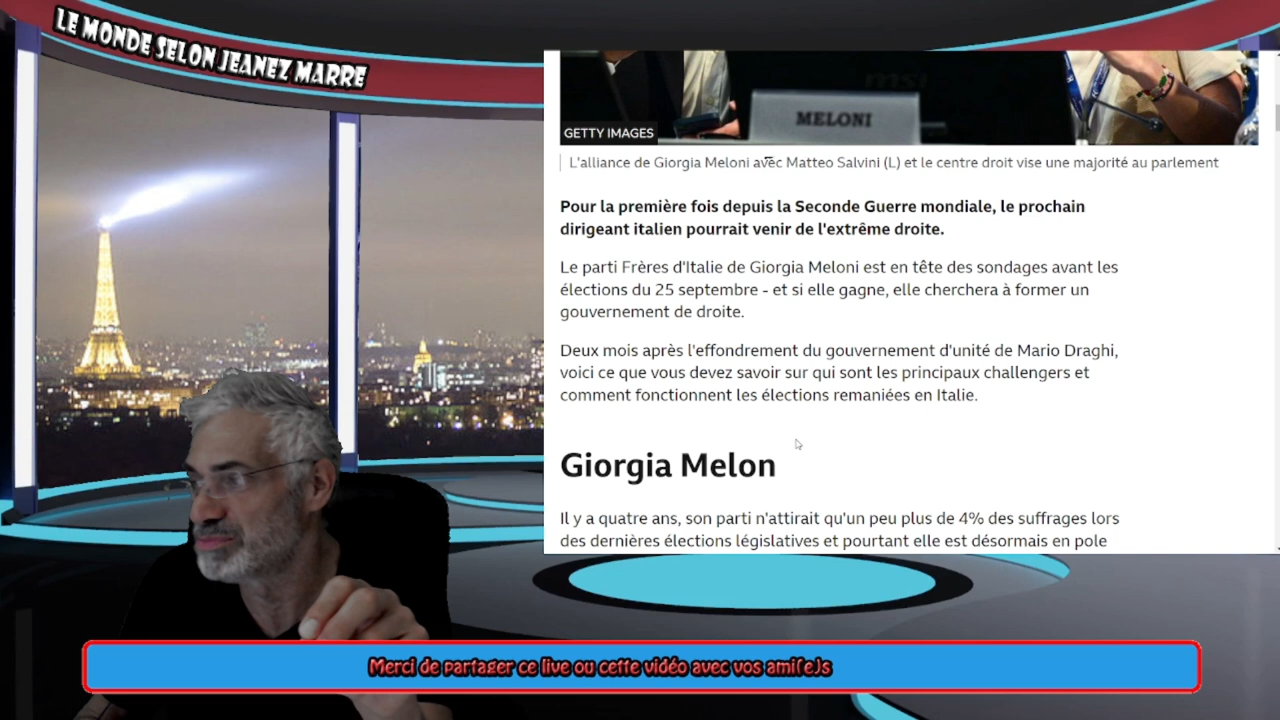 LE MONDE SELON JEANEZ MARRE
MELONI
GETTY IMAGES
L'alliance de Giorgia Meloni avec Matteo Salvini (L) et le centre droit vise une majorité au parlement
Pour la première fois depuis la Seconde Guerre mondiale, le prochain
dirigeant italien pourrait venir de l'extrême droite.
Le parti Frères d'Italie de Giorgia Meloni est en tête des sondages avant les
élections du 25 septembre - et si elle gagne, elle cherchera à former un
gouvernement de droite.
Deux mois après l'effondrement du gouvernement d'unité de Mario Draghi,
voici ce que vous devez savoir sur qui sont les principaux challengers et
comment fonctionnent les élections remaniées en Italie.
Giorgia Melon
Il y a quatre ans, son parti n'attirait qu'un peu plus de 4% des suffrages lors
des dernières élections législatives et pourtant elle est désormais en pole
Merci de partager ce live ou cette vidéo avec vos ami(e)s